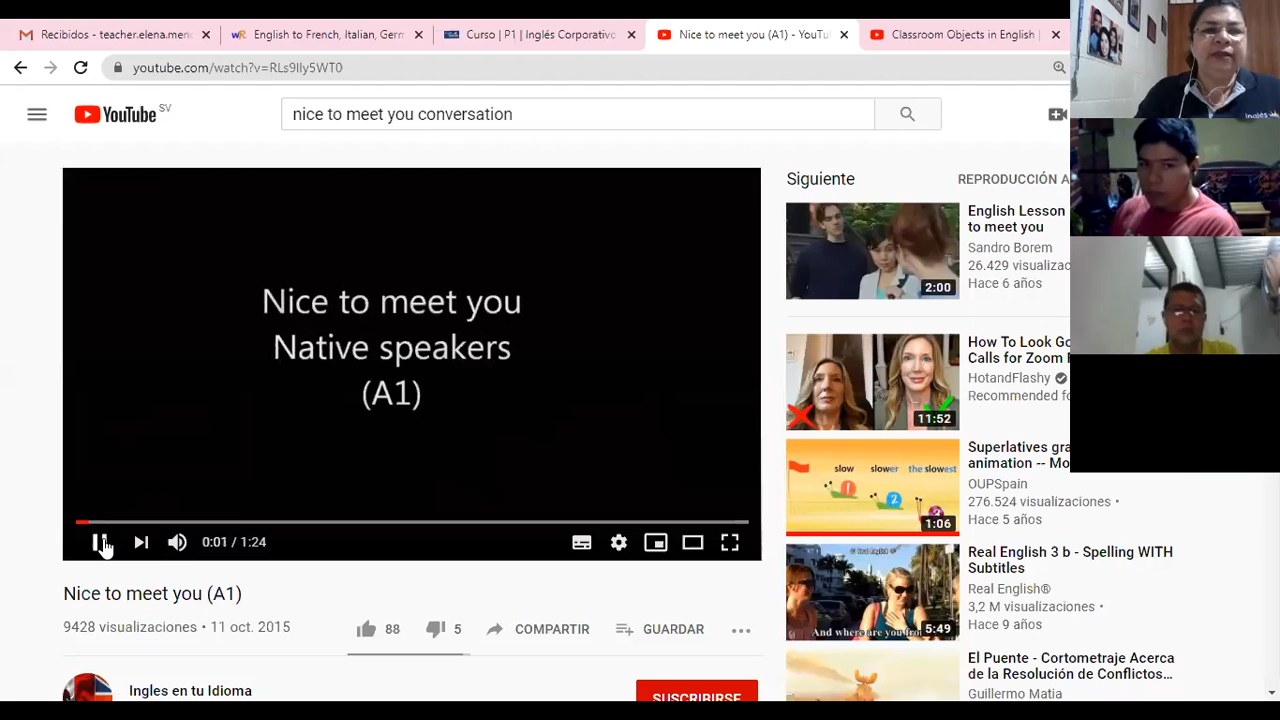 Recibidos - teacher.elena.men
English to French, Italian, Germ
Curso | P1 | Inglés Corporativo
Nice to meet you (A1) - YouTu
Classroom Objects in English |
youtube.com/watch?v=RLs9Ily5WT0
YouTube SV
nice to meet you conversation
Nice to meet you
Native speakers
(A1)
0:01 / 1:24
Nice to meet you (A1)
9428 visualizaciones • 11 oct. 2015
88
5
COMPARTIR
GUARDAR
Ingles en tu Idioma
SUSCRIBIRSE
Siguiente
REPRODUCCIÓN A
English Lesson
to meet you
Sandro Borem
26.429 visualizac
Hace 6 años
2:00
How To Look Go
Calls for Zoom
HotandFlashy
Recommended fo
11:52
slow slower the slowest
1 2
1:06
Superlatives gra
animation -- Mo
OUPSpain
276.524 visualizaciones •
Hace 5 años
© Real English®
And where are you from
5:49
Real English 3 b - Spelling WITH
Subtitles
Real English®
3,2 M visualizaciones •
Hace 9 años
El Puente - Cortometraje Acerca
de la Resolución de Conflictos...
Guillermo Matia